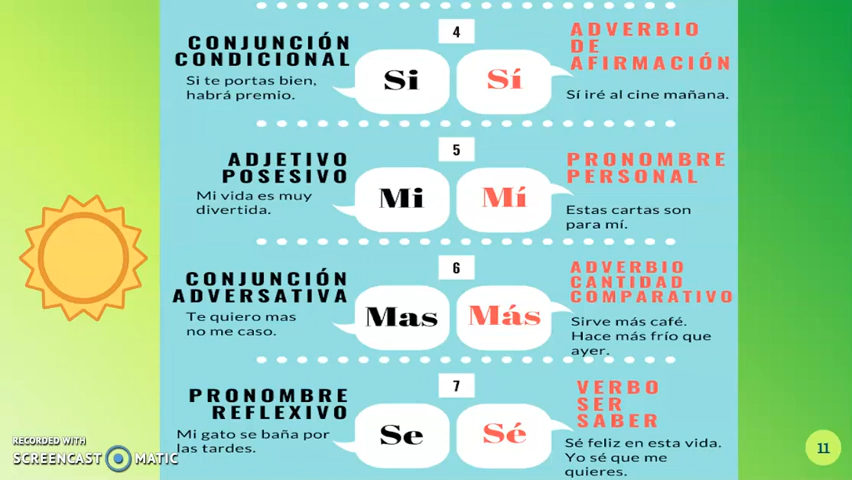 4
CONJUNCIÓN
CONDICIONAL
Si te portas bien,
habrá premio.
Si
Sí
ADVERBIO
DE
AFIRMACIÓN
Sí iré al cine mañana.
5
ADJETIVO
POSESIVO
Mi vida es muy
divertida.
Mi
Mí
PRONOMBRE
PERSONAL
Estas cartas son
para mí.
6
CONJUNCIÓN
ADVERSATIVA
Te quiero mas
no me caso.
Mas
Más
ADVERBIO
CANTIDAD
COMPARATIVO
Sirve más café.
Hace más frío que
ayer.
7
PRONOMBRE
REFLEXIVO
Mi gato se baña por
las tardes.
Se
Sé
VERBO
SER
SABER
Sé feliz en esta vida.
Yo sé que me
quieres.
RECORDED WITH
SCREENCAST MATIC
11